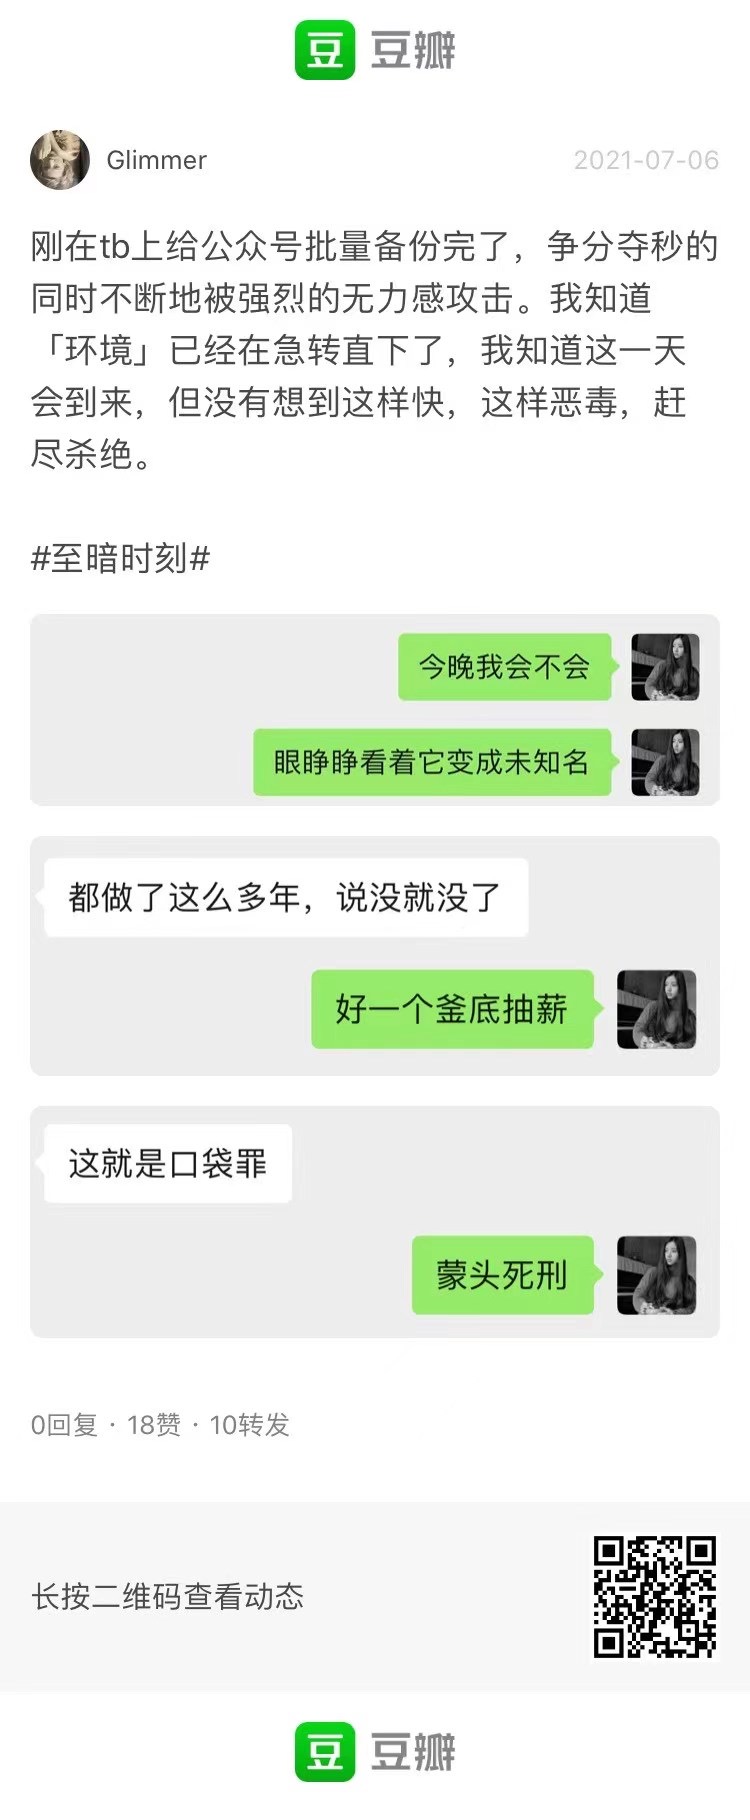 豆 豆瓣
Glimmer 2021-07-06
刚在tb上给公众号批量备份完了，争分夺秒的
同时不断地被强烈的无力感攻击。我知道
「环境」已经在急转直下了，我知道这一天
会到来，但没有想到这样快，这样恶毒，赶
尽杀绝。
#至暗时刻#
今晚我会不会
眼睁睁看着它变成未知名
都做了这么多年，说没就没了
好一个釜底抽薪
这就是口袋罪
蒙头死刑
0回复 · 18赞 · 10转发
长按二维码查看动态
豆 豆瓣